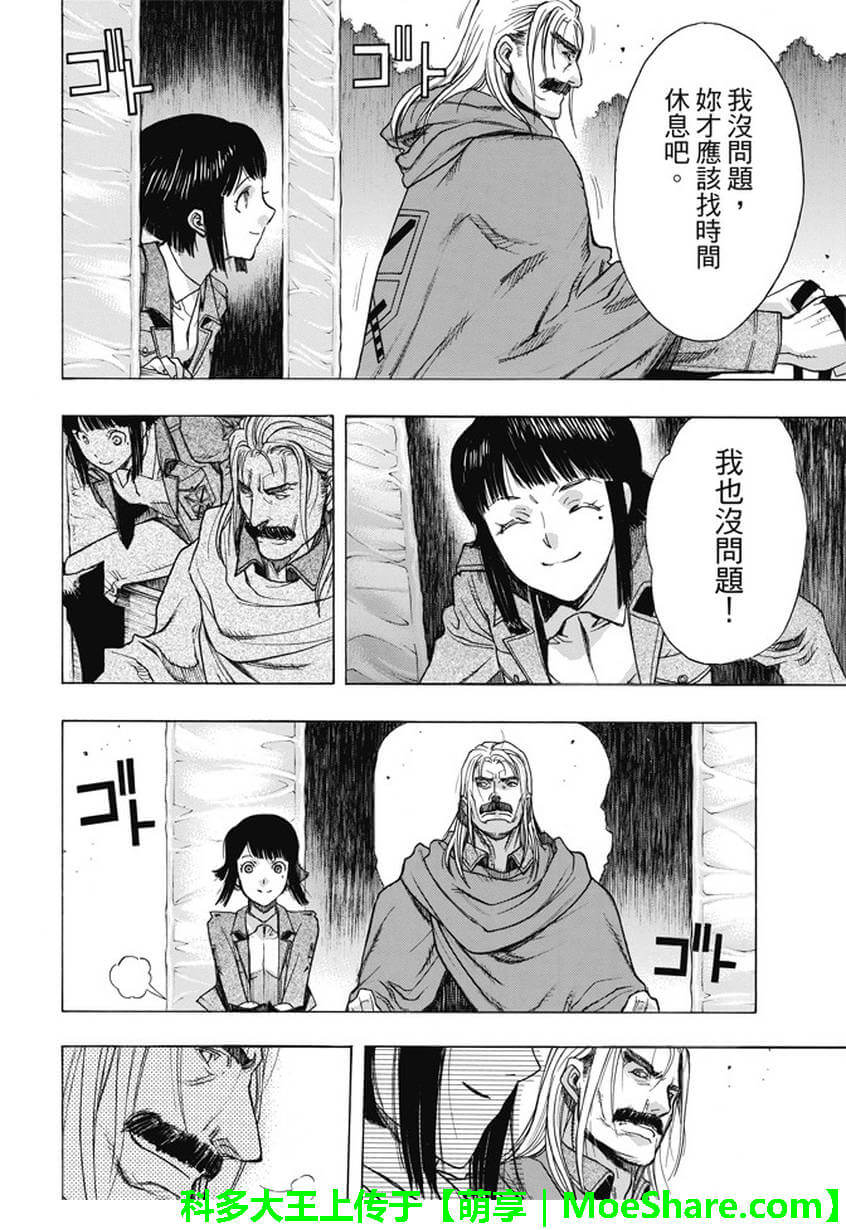 ゴト
ゴト
我沒問題，
妳才應該找時間
休息吧。
我也沒問題！
ゴト
ゴト
科多大王上传于【萌享｜MoeShare.com】